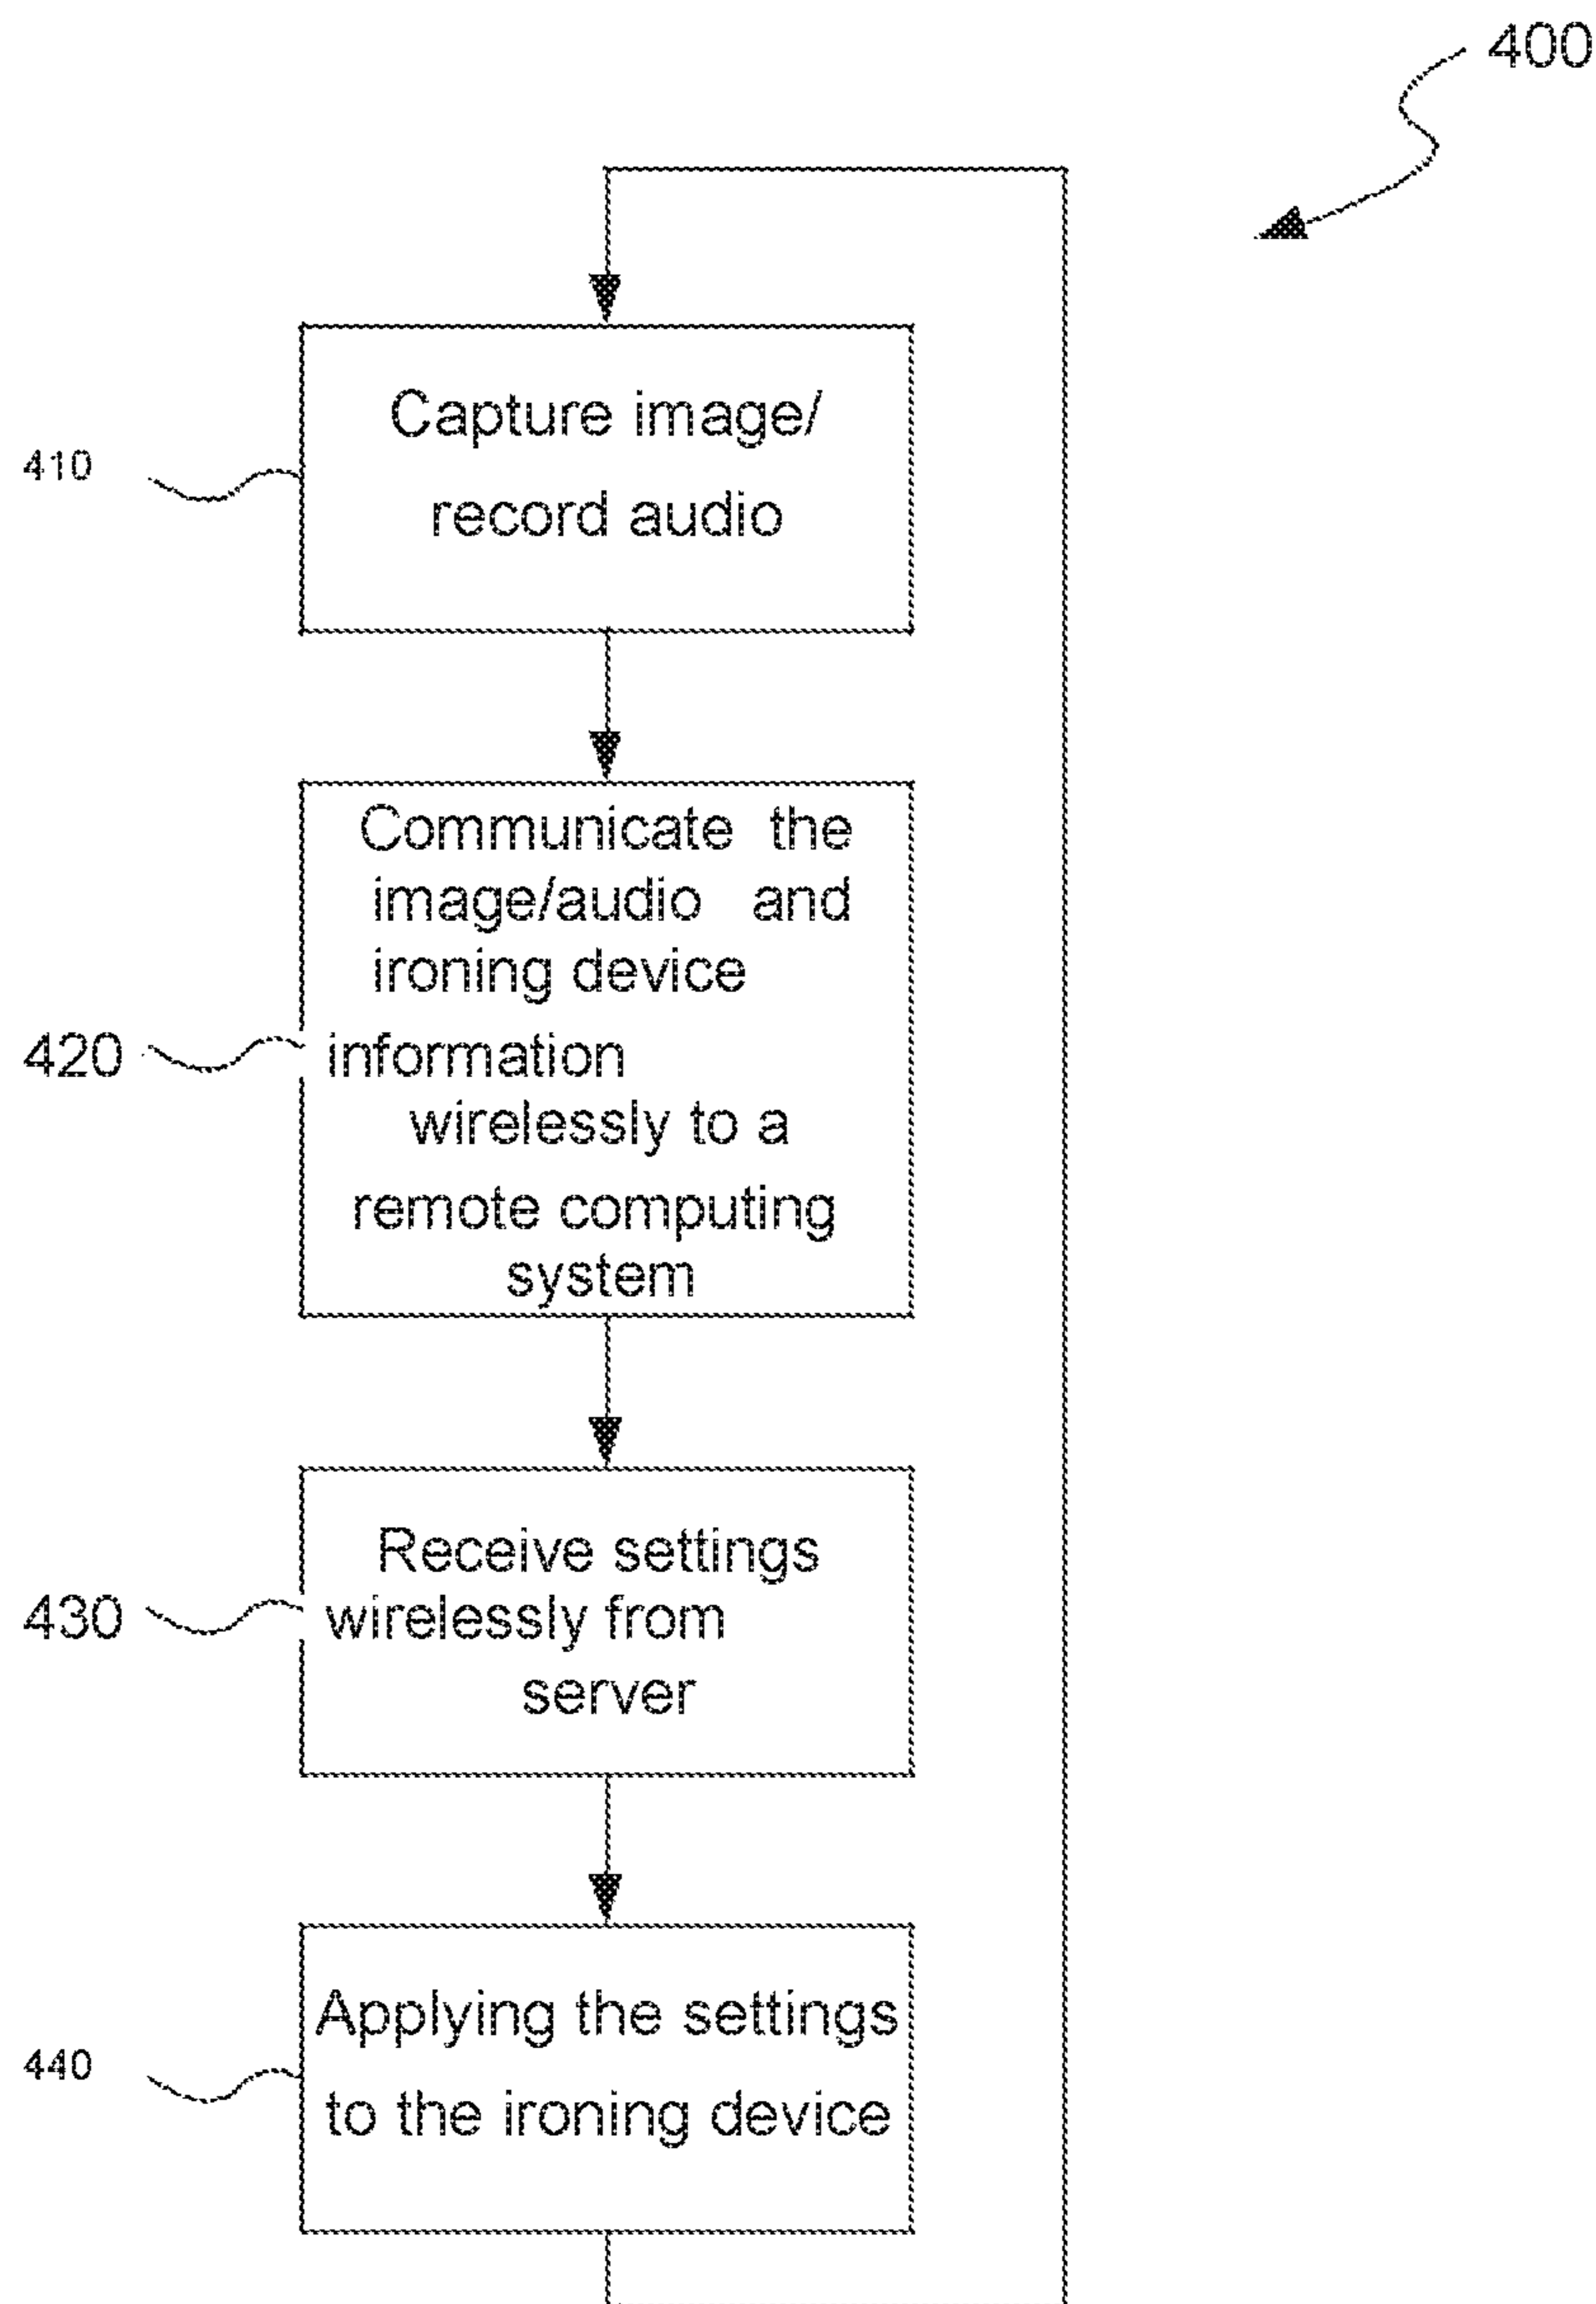 400
410
Capture image/
record audio
420
Communicate the
image/audio and
ironing device
information
wirelessly to a
remote computing
system
430
Receive settings
wirelessly from
server
440
Applying the settings
to the ironing device